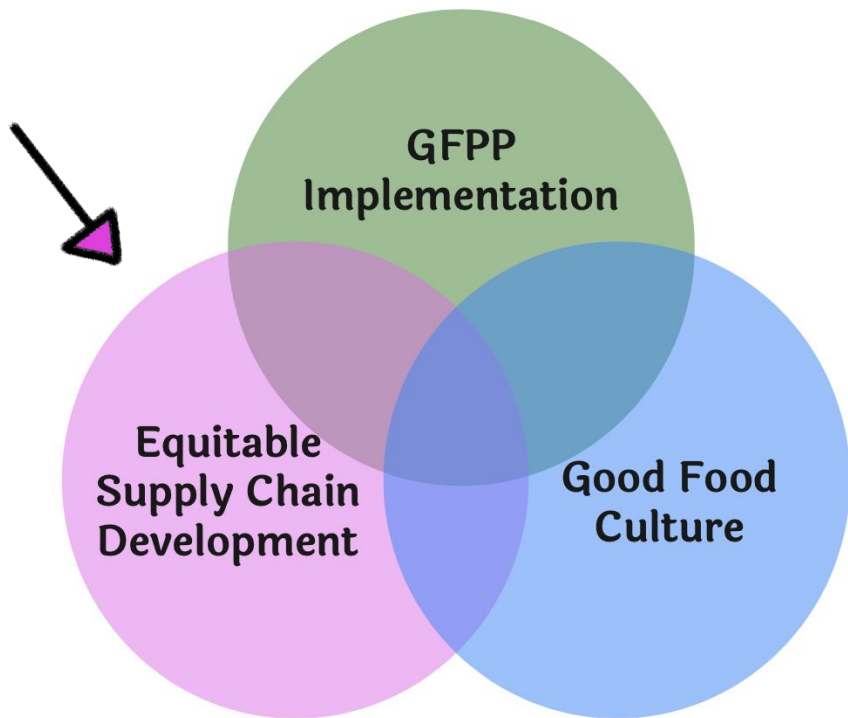 GFPP
Implementation
Equitable
Supply Chain
Development
Good Food
Culture